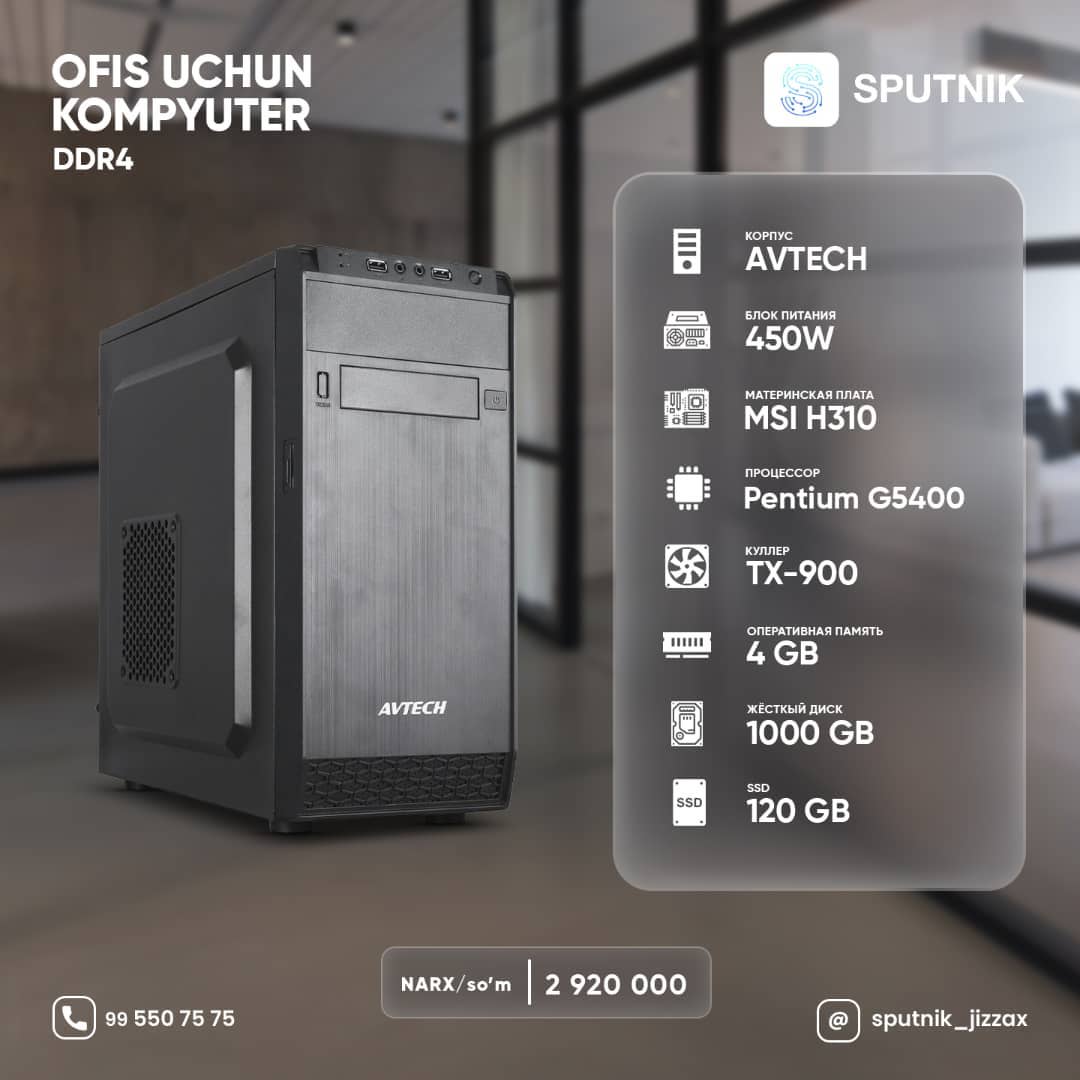 OFIS UCHUN
KOMPYUTER
DDR4
SPUTNIK
КОРПУС
AVTECH
БЛОК ПИТАНИЯ
450W
МАТЕРИНСКАЯ ПЛАТА
MSI H310
ПРОЦЕССОР
Pentium G5400
КУЛЛЕР
TX-900
ОПЕРАТИВНАЯ ПАМЯТЬ
4 GB
ЖЁСТКИЙ ДИСК
1000 GB
SSD
SSD
120 GB
AVTECH
NARX/so'm | 2 920 000
99 550 75 75
@ sputnik_jizzax